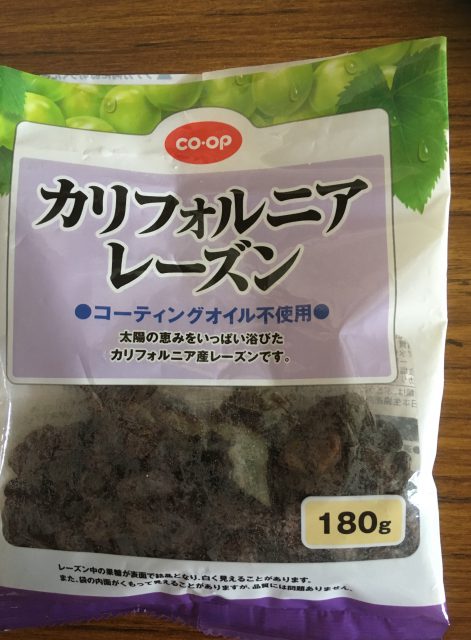 CO·OP
カリフォルニア
レーズン
●コーティングオイル不使用●
太陽の恵みをいっぱい浴びた
カリフォルニア産レーズンです。
180g
レーズン中の果糖が表面で結晶となり、白く見えることがあります。
また、袋の内面がくもって見えることがありますが、品質には問題ありません。